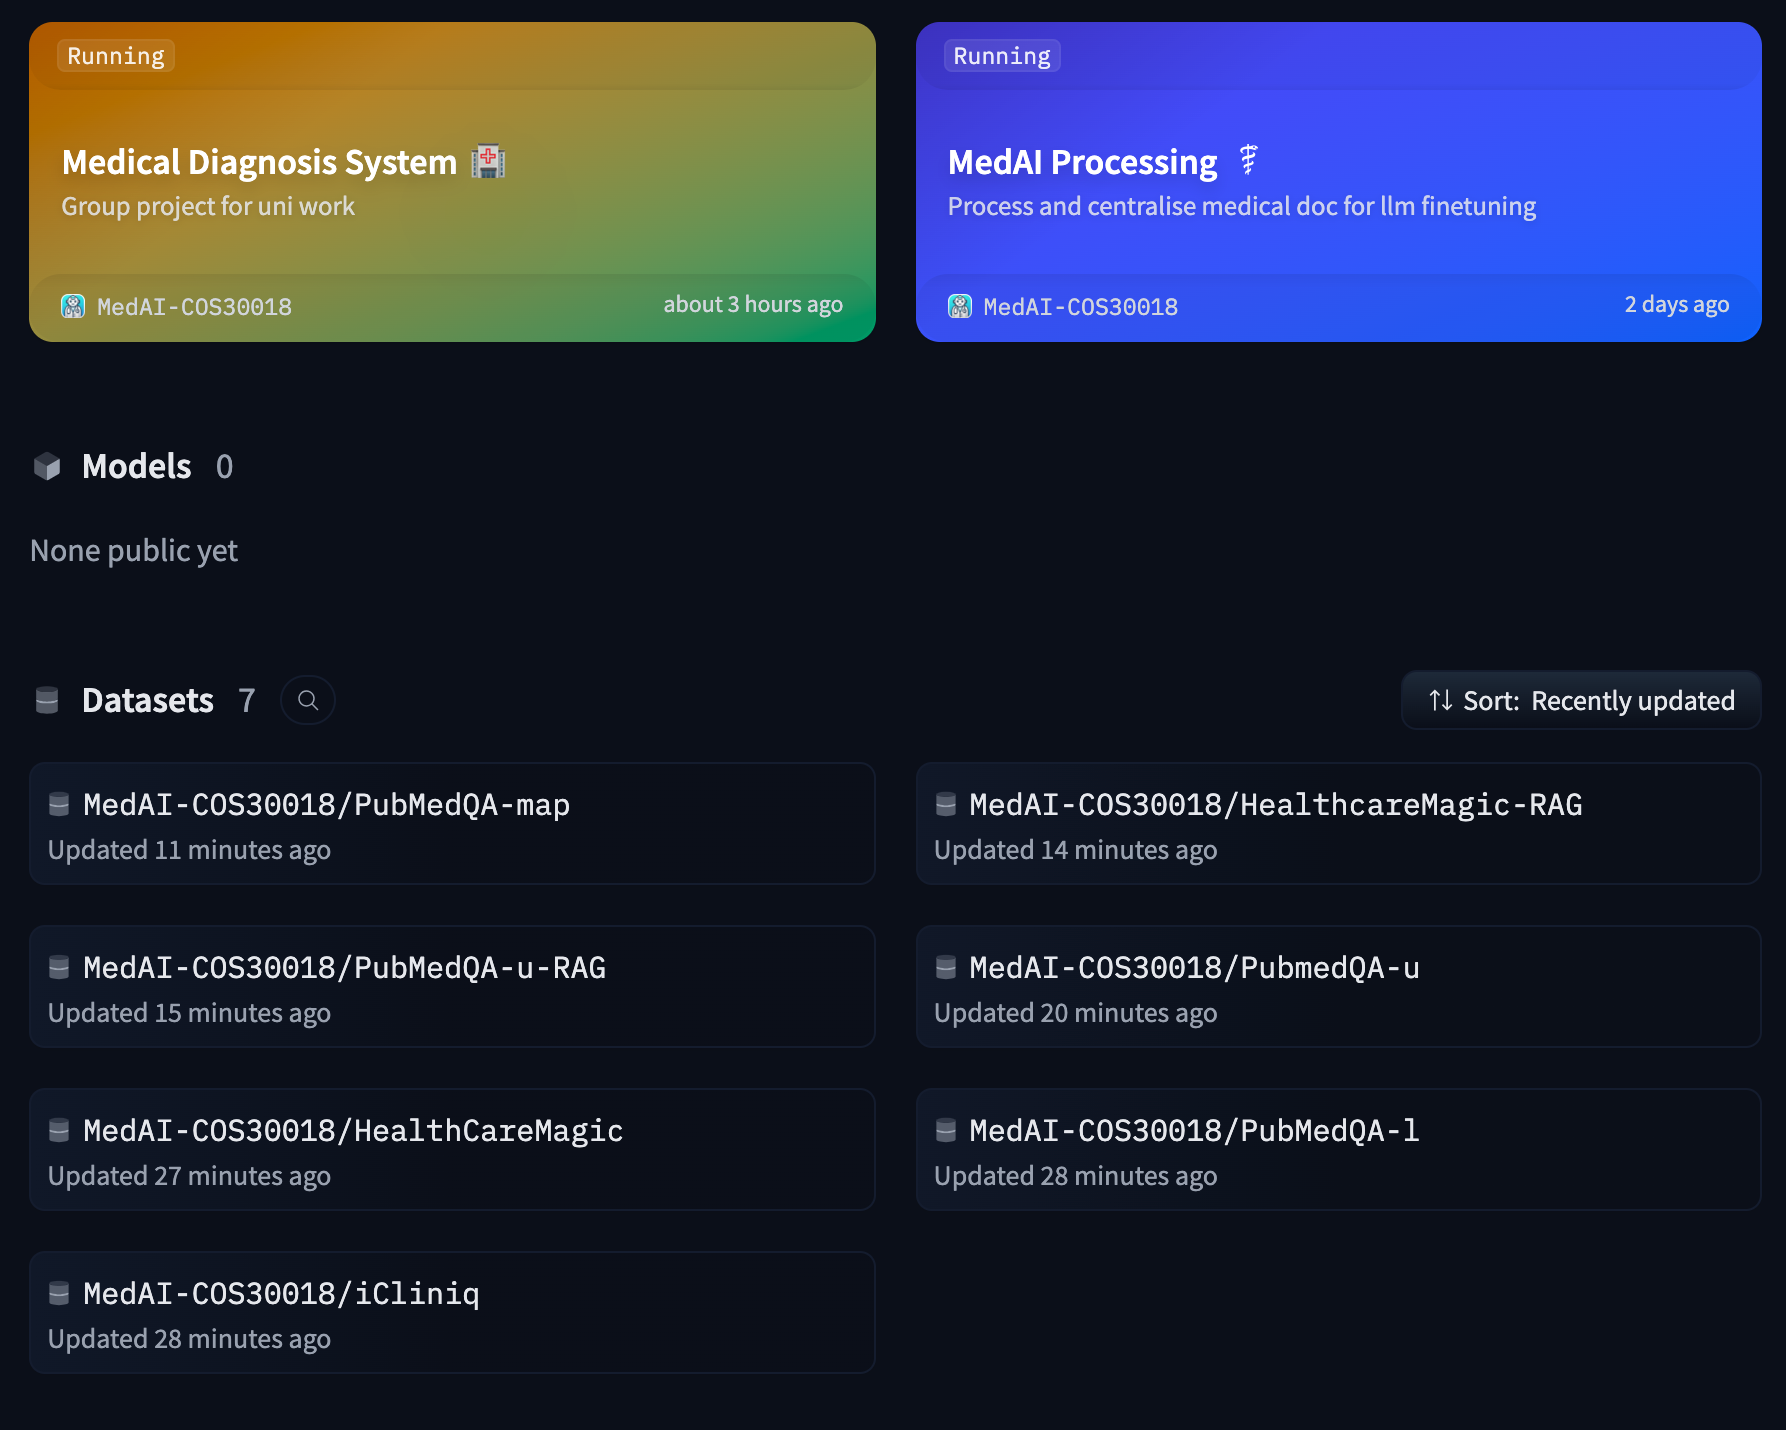 Running
Medical Diagnosis System
Group project for uni work
MedAI-COS30018
about 3 hours ago
Running
MedAI Processing
Process and centralise medical doc for llm finetuning
MedAI-COS30018
2 days ago
Models 0
None public yet
Datasets 7
Sort: Recently updated
MedAI-COS30018/PubMedQA-map
Updated 11 minutes ago
MedAI-COS30018/HealthcareMagic-RAG
Updated 14 minutes ago
MedAI-COS30018/PubMedQA-u-RAG
Updated 15 minutes ago
MedAI-COS30018/PubmedQA-u
Updated 20 minutes ago
MedAI-COS30018/HealthCareMagic
Updated 27 minutes ago
MedAI-COS30018/PubMedQA-l
Updated 28 minutes ago
MedAI-COS30018/iCliniq
Updated 28 minutes ago